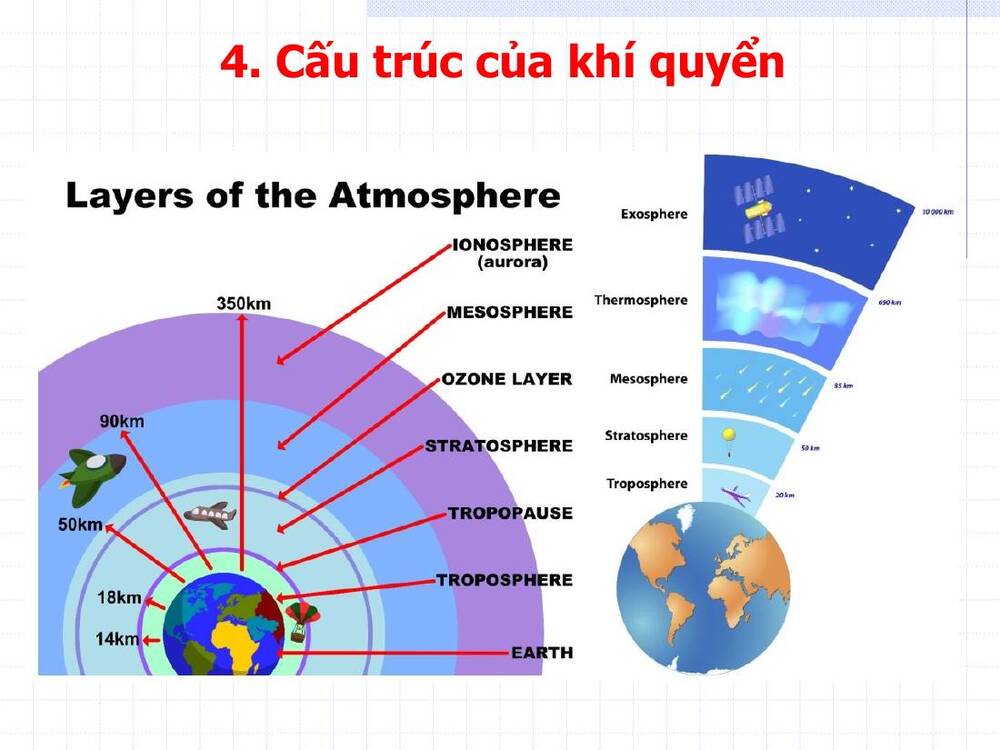 4. Cấu trúc của khí quyển
Layers of the Atmosphere
IONOSPHERE
(aurora)
350km
MESOSPHERE
OZONE LAYER
90km
STRATOSPHERE
TROPOPAUSE
50km
TROPOSPHERE
18km
14km
EARTH
Exosphere
10 000 km
Thermosphere
690 km
Mesosphere
85 km
Stratosphere
50 km
Troposphere
20 km